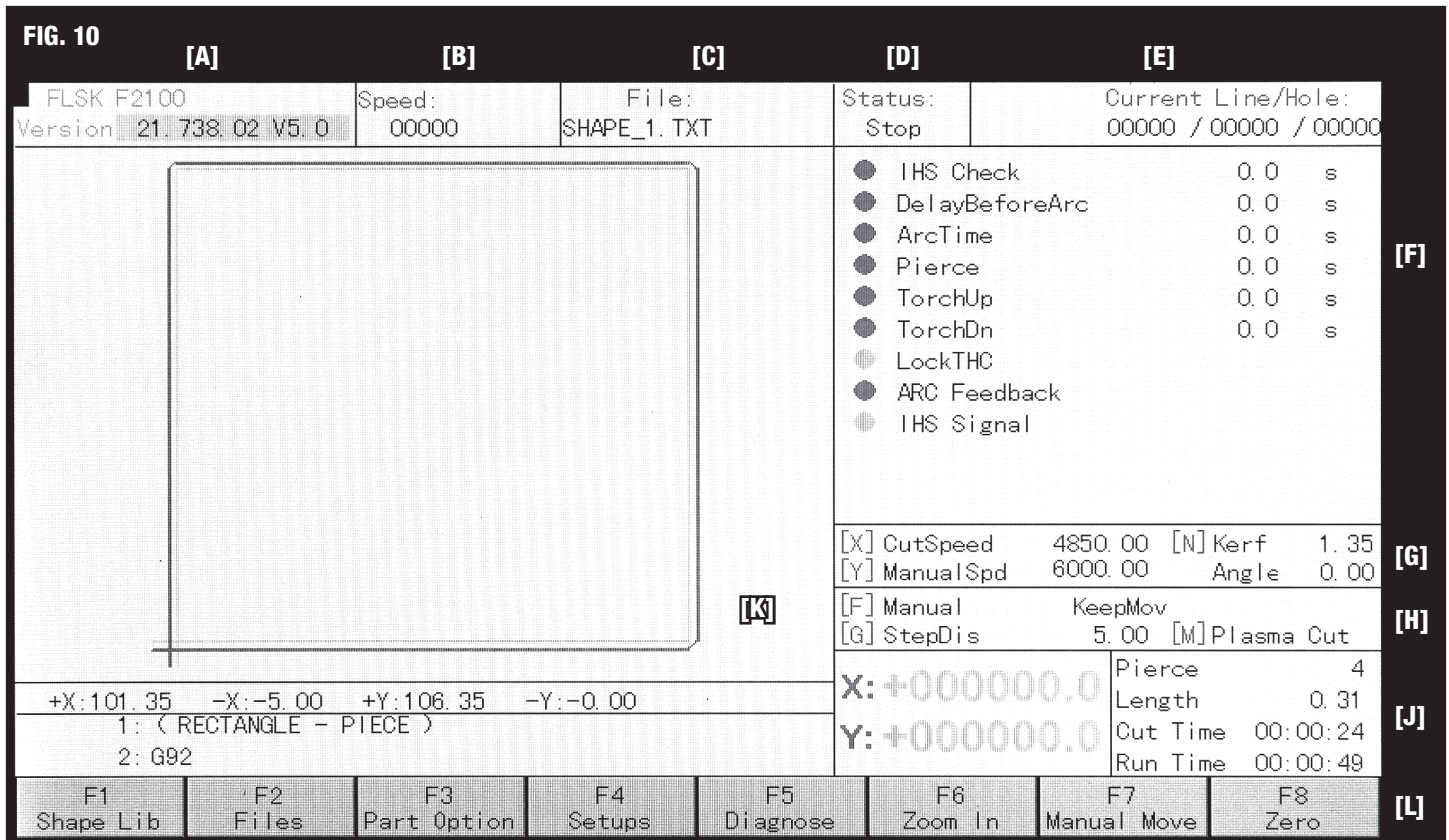 FIG. 10
[A] [B] [C] [D] [E]
FLSK F2100 Speed: File: Status: Current Line/Hole:
Version 21.738.02 V5.0 00000 SHAPE_1.TXT Stop 00000 /00000 /00000
IHS Check 0.0 s
DelayBeforeArc 0.0 s
ArcTime 0.0 s
[F]
Pierce 0.0 s
TorchUp 0.0 s
TorchDn 0.0 s
LockTHC
ARC Feedback
IHS Signal
[X] CutSpeed 4850.00 [N] Kerf 1.35
[G]
[Y] ManualSpd 6000.00 Angle 0.00
[K]
[F] Manual KeepMov
[H]
[G] StepDis 5.00 [M] Plasma Cut
X: +000000.0
Y: +000000.0
Pierce 4
Length 0.31
Cut Time 00:00:24
Run Time 00:00:49
[J]
+X:101.35 -X:-5.00 +Y:106.35 -Y:-0.00
1: ( RECTANGLE - PIECE )
2: G92
F1 F2 F3 F4 F5 F6 F7 F8
Shape Lib Files Part Option Setups Diagnose Zoom In Manual Move Zero
[L]